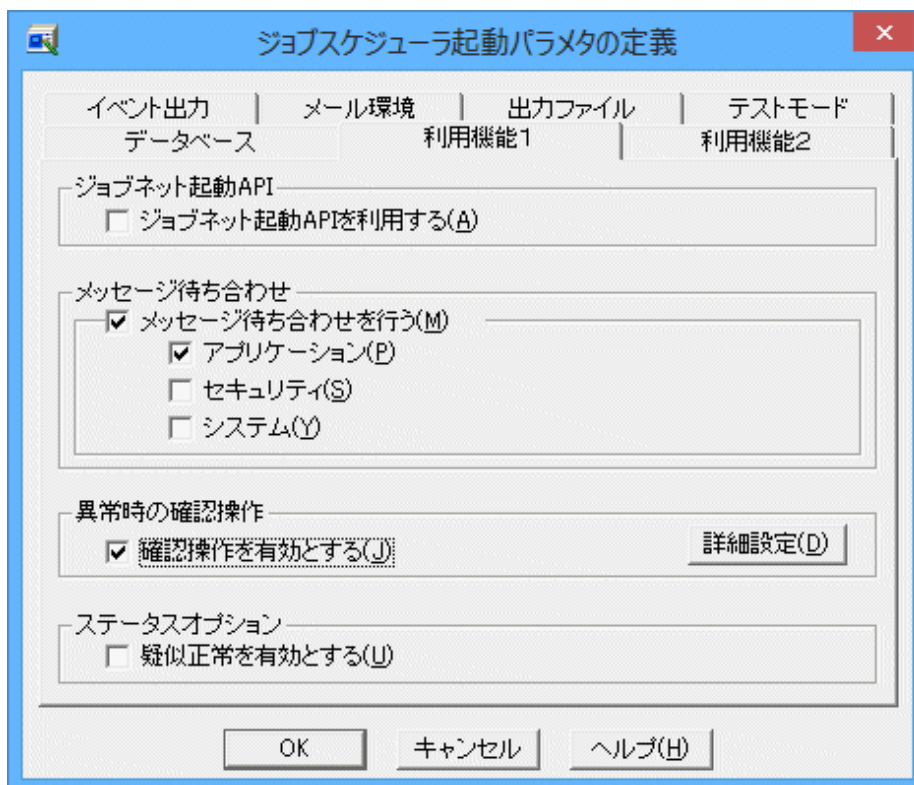 ジョブスケジューラ起動パラメタの定義
イベント出力 メール環境 出力ファイル テストモード
データベース 利用機能1 利用機能2
ジョブネット起動API
ジョブネット起動APIを利用する(A)
メッセージ待ち合わせ
メッセージ待ち合わせを行う(M)
アプリケーション(P)
セキュリティ(S)
システム(Y)
異常時の確認操作
確認操作を有効とする(J) 詳細設定(D)
ステータスオプション
疑似正常を有効とする(U)
OK キャンセル ヘルプ(H)